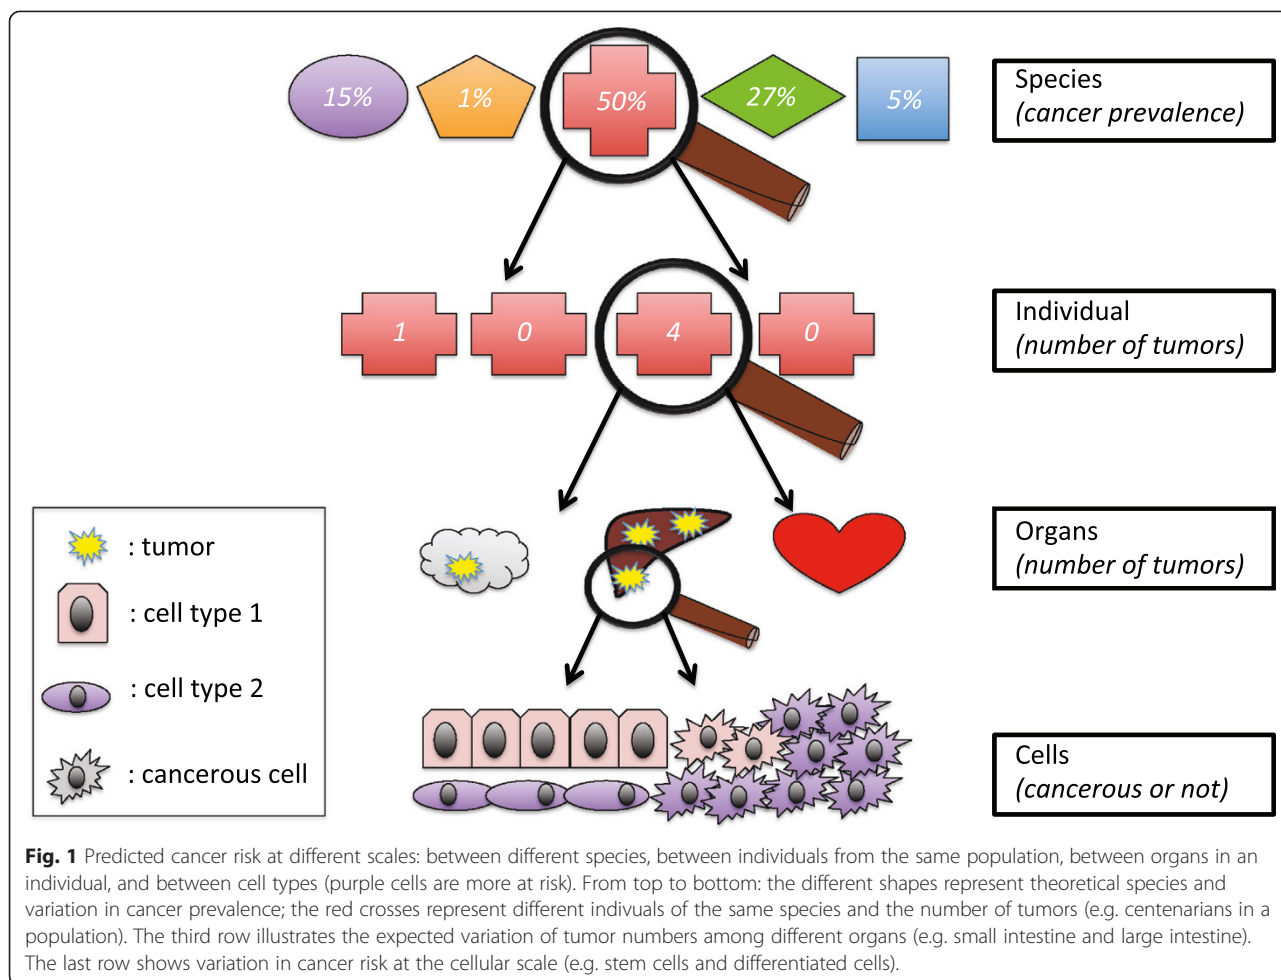 15%
1%
50%
27%
5%
Species
(cancer prevalence)
1
0
4
0
Individual
(number of tumors)
Organs
(number of tumors)
: tumor
: cell type 1
: cell type 2
: cancerous cell
Cells
(cancerous or not)
Fig. 1 Predicted cancer risk at different scales: between different species, between individuals from the same population, between organs in an
individual, and between cell types (purple cells are more at risk). From top to bottom: the different shapes represent theoretical species and
variation in cancer prevalence; the red crosses represent different indivuals of the same species and the number of tumors (e.g. centenarians in a
population). The third row illustrates the expected variation of tumor numbers among different organs (e.g. small intestine and large intestine).
The last row shows variation in cancer risk at the cellular scale (e.g. stem cells and differentiated cells).